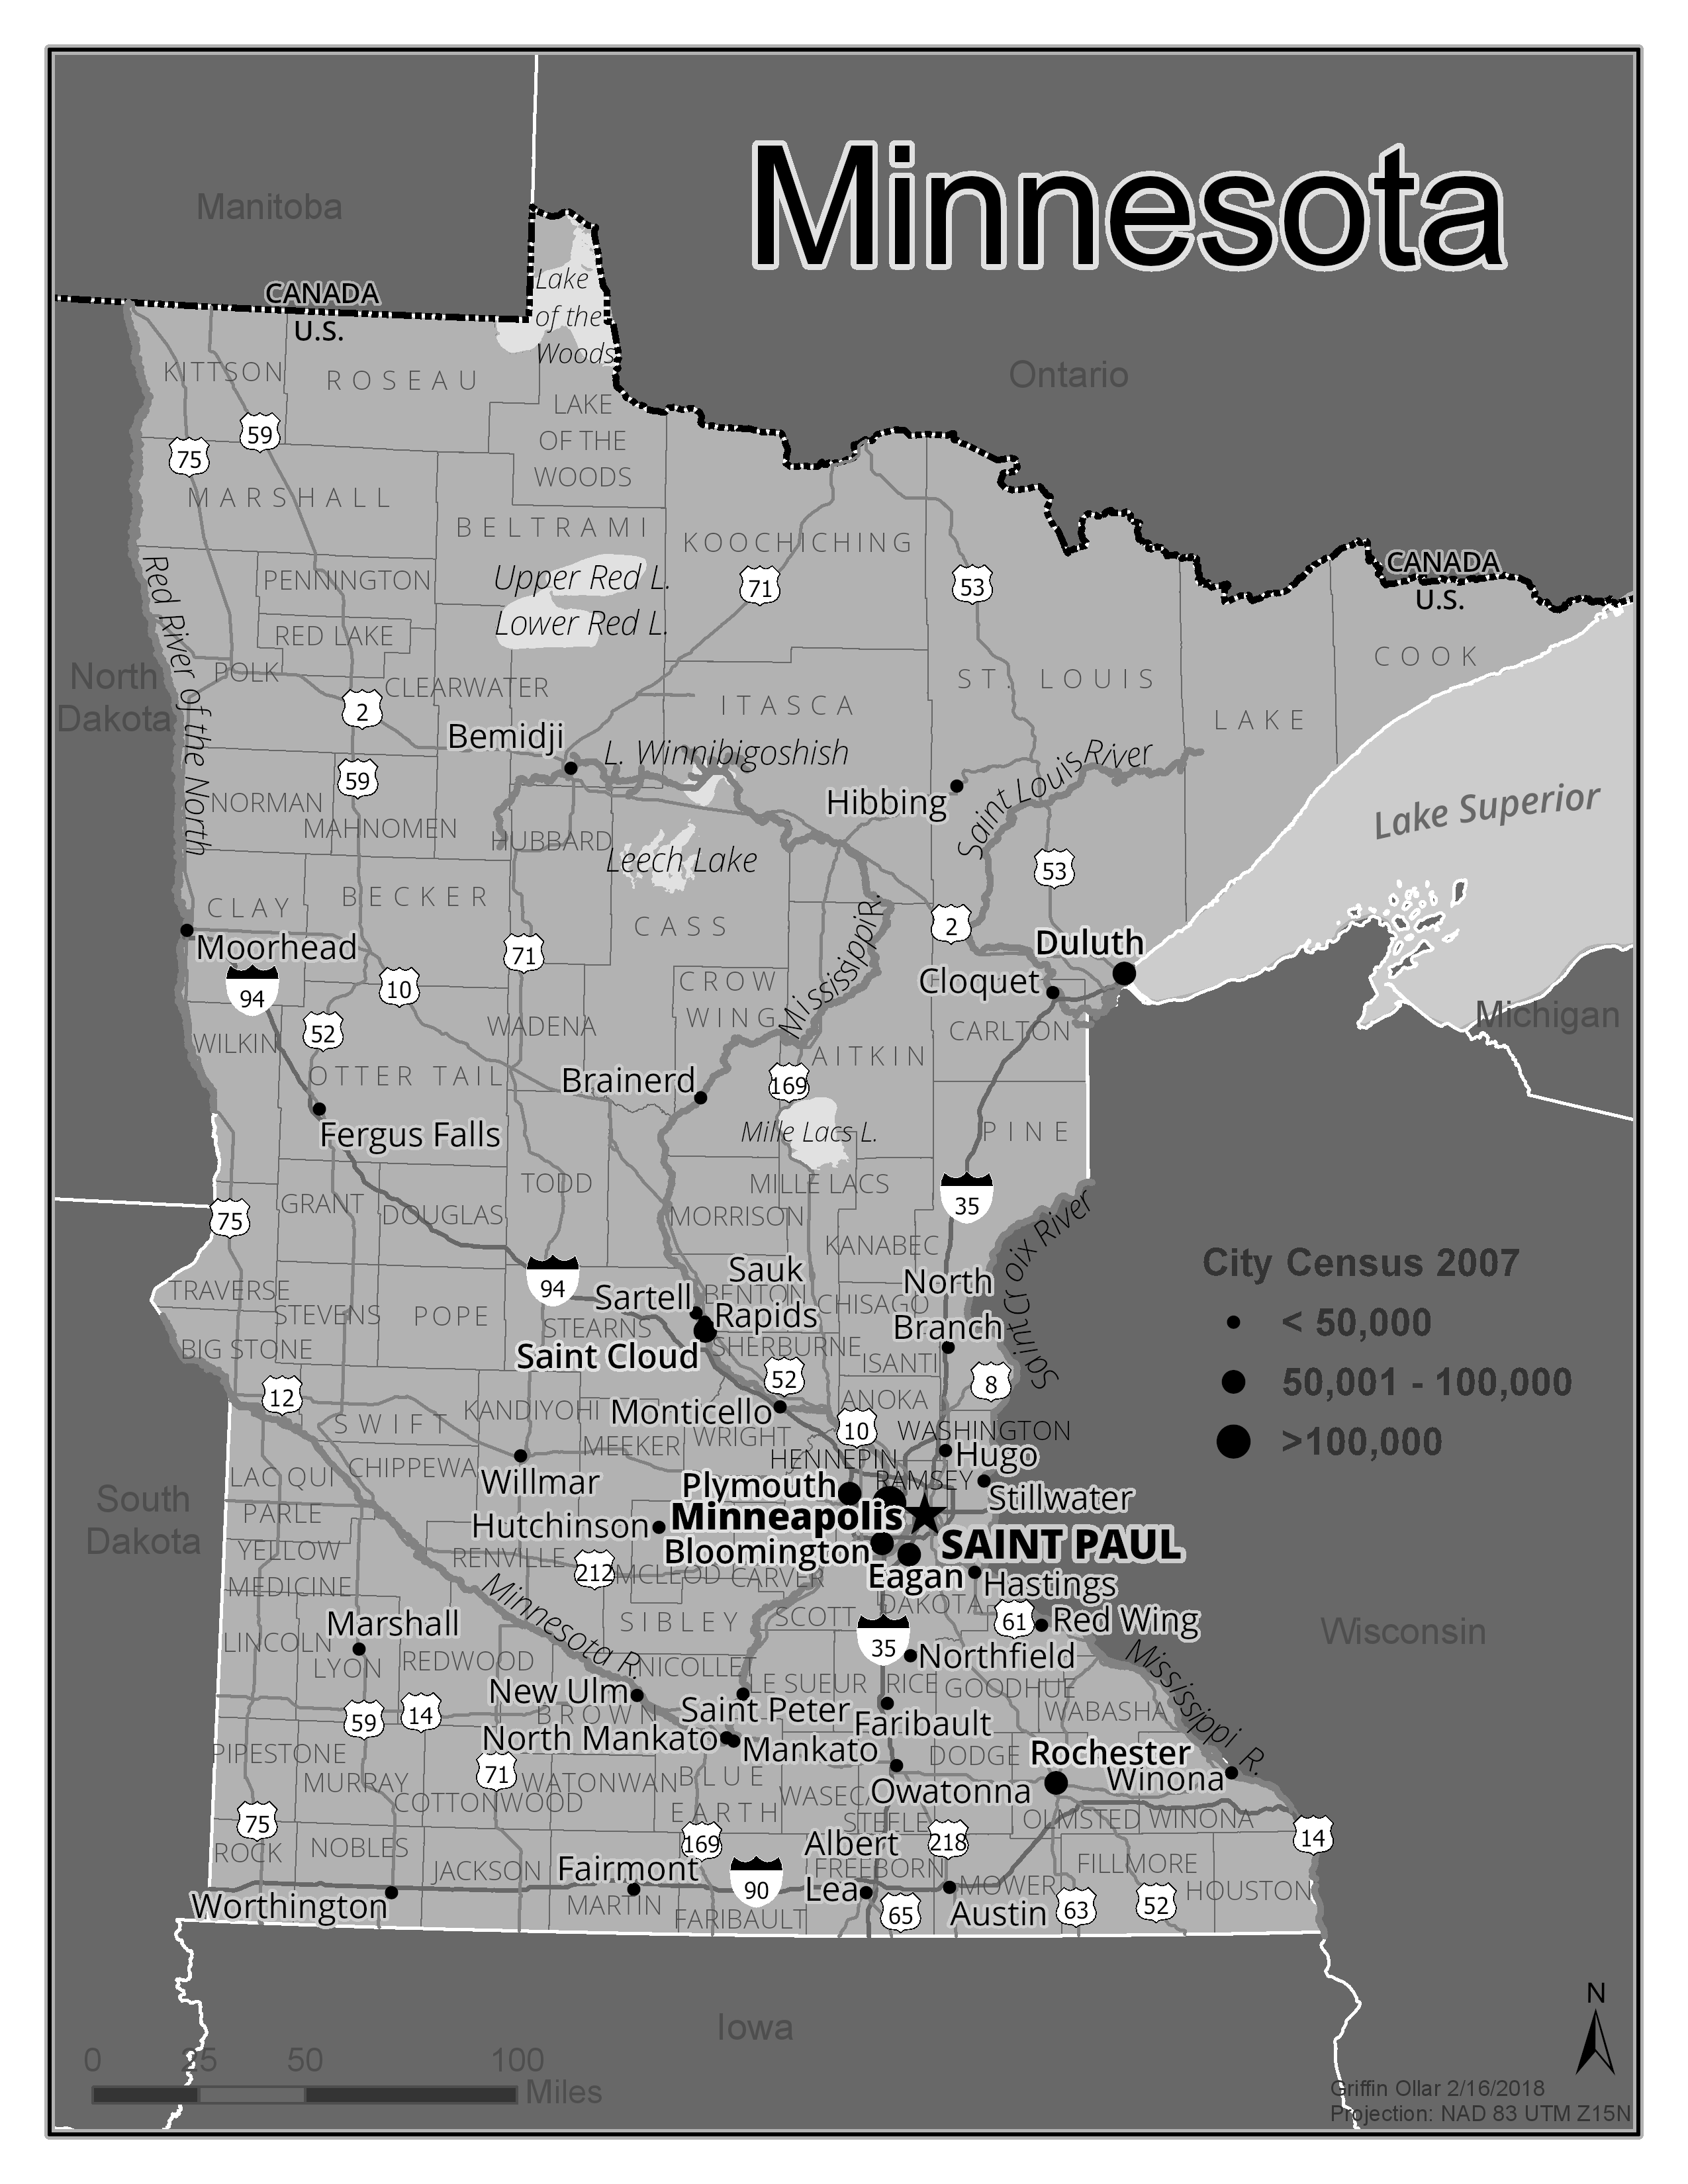 Minnesota
Manitoba
Lake
of the
Woods
CANADA
U.S.
Ontario
KITTSON
ROSEAU
LAKE
OF THE
WOODS
59
75
MARSHALL
BELTRAMI
KOOCHICHING
CANADA
U.S.
Red River of the North
PENNINGTON
Upper Red L.
71
53
RED LAKE
Lower Red L.
North
Dakota
POLK
CLEARWATER
COOK
ST. LOUIS
2
ITASCA
LAKE
Bemidji
L. Winnibigoshish
Saint Louis River
59
NORMAN
Hibbing
Lake Superior
MAHNOMEN
HUBBARD
Leech Lake
53
BECKER
CLAY
CASS
Mississippi R.
2
Moorhead
71
Duluth
94
10
CROW
WING
Cloquet
Michigan
52
WADENA
CARLTON
WILKIN
AITKIN
OTTER TAIL
Brainerd
169
Fergus Falls
Mille Lacs L.
PINE
TODD
MILLE LACS
75
GRANT
DOUGLAS
MORRISON
35
Saint Croix River
KANABEC
94
Sauk
Rapids
North
Branch
City Census 2007
TRAVERSE
STEVENS
POPE
Sartell
BENTON
CHISAGO
< 50,000
STEARNS
BIG STONE
Saint Cloud
SHERBURNE
ISANTI
50,001 - 100,000
12
52
8
SWIFT
KANDIYOHI
Monticello
ANOKA
10
WASHINGTON
>100,000
MEEKER
WRIGHT
HENNEPIN
Hugo
LAC QUI
PARLE
CHIPPEWA
Willmar
Plymouth
RAMSEY
Stillwater
South
Dakota
Hutchinson
Minneapolis
SAINT PAUL
YELLOW
MEDICINE
RENVILLE
212
Bloomington
MCLEOD
CARVER
Eagan
Hastings
Minnesota R.
Marshall
SIBLEY
SCOTT
DAKOTA
61
Red Wing
Wisconsin
LINCOLN
LYON
REDWOOD
35
Northfield
Mississippi R.
NICOLLET
LE SUEUR
RICE
GOODHUE
New Ulm
BROWN
Saint Peter
WABASHA
59
14
Faribault
North Mankato
Mankato
PIPESTONE
71
DODGE
Rochester
MURRAY
WATONWAN
BLUE
EARTH
WASECA
Owatonna
Winona
COTTONWOOD
75
STEELE
OLMSTED
WINONA
14
ROCK
NOBLES
JACKSON
Fairmont
169
90
Albert
Lea
218
FREEBORN
FILLMORE
MOWER
HOUSTON
Worthington
MARTIN
FARIBAULT
65
Austin
63
52
Iowa
N
0 25 50 100
Miles
Griffin Ollar 2/16/2018
Projection: NAD 83 UTM Z15N